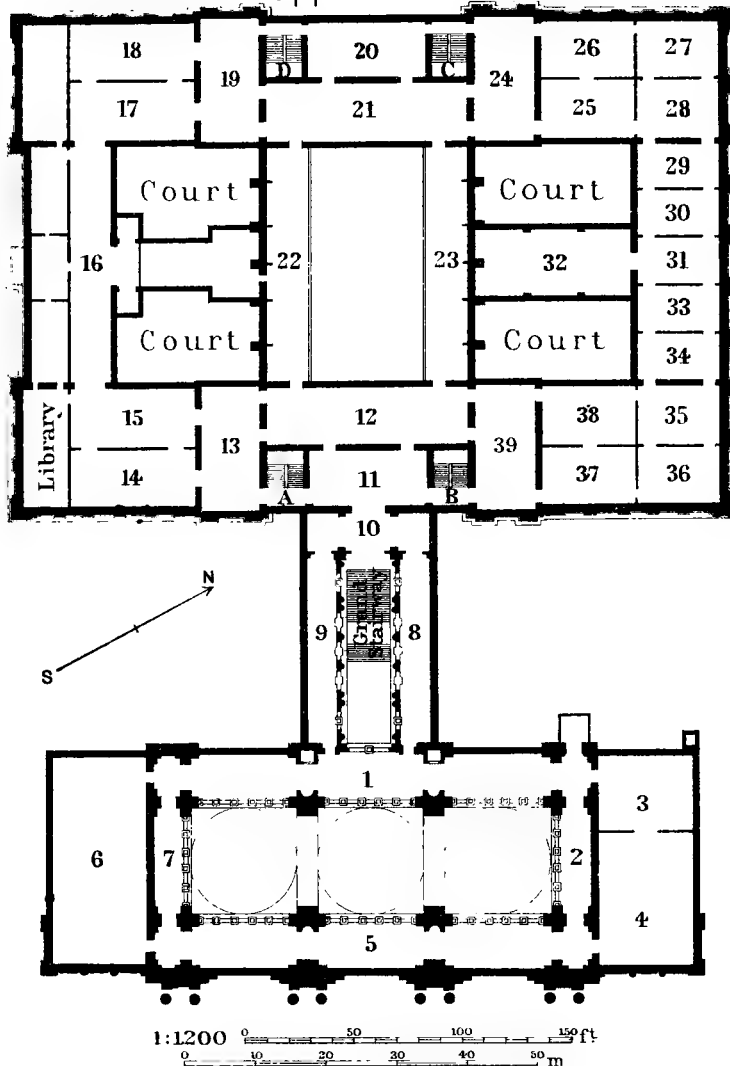 18 20 26 27
D C
19 24
17 21 25 28
Court Court
29
30
16 22 23 32 31
33
Court Court
34
15 12 38 35
13 39
Library
14 11 37 36
A B
10
N
S
9 Grand Stairway 8
1
3
6 7 2
4
5
1:1200 0 50 100 150 ft
0 10 20 30 40 50 m